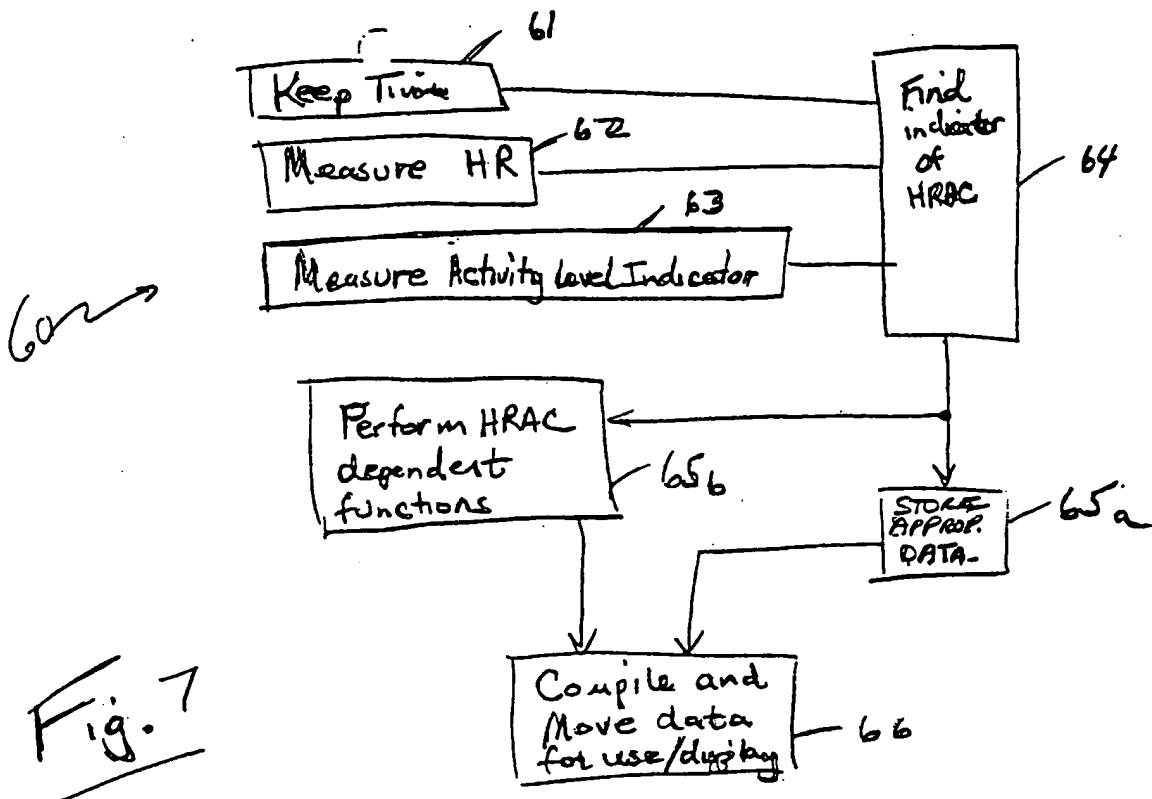 61
Keep Time
62
Measure HR
63
Measure Activity Level Indicator
Find
indicator
of
HRAC
64
60
Perform HRAC
dependent
functions
65b
STORE
APPROP.
DATA
65a
Compile and
Move data
for use/display
66
Fig. 7